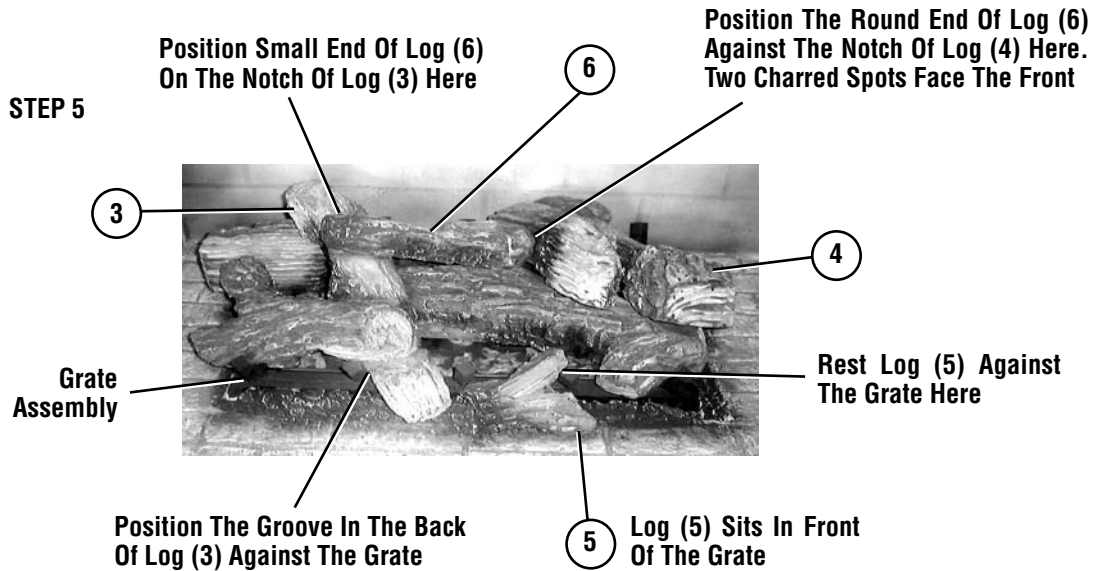 Position The Round End Of Log (6)
Against The Notch Of Log (4) Here.
Two Charred Spots Face The Front
Position Small End Of Log (6)
On The Notch Of Log (3) Here
6
STEP 5
3
4
Rest Log (5) Against
The Grate Here
Grate
Assembly
Position The Groove In The Back
Of Log (3) Against The Grate
5
Log (5) Sits In Front
Of The Grate